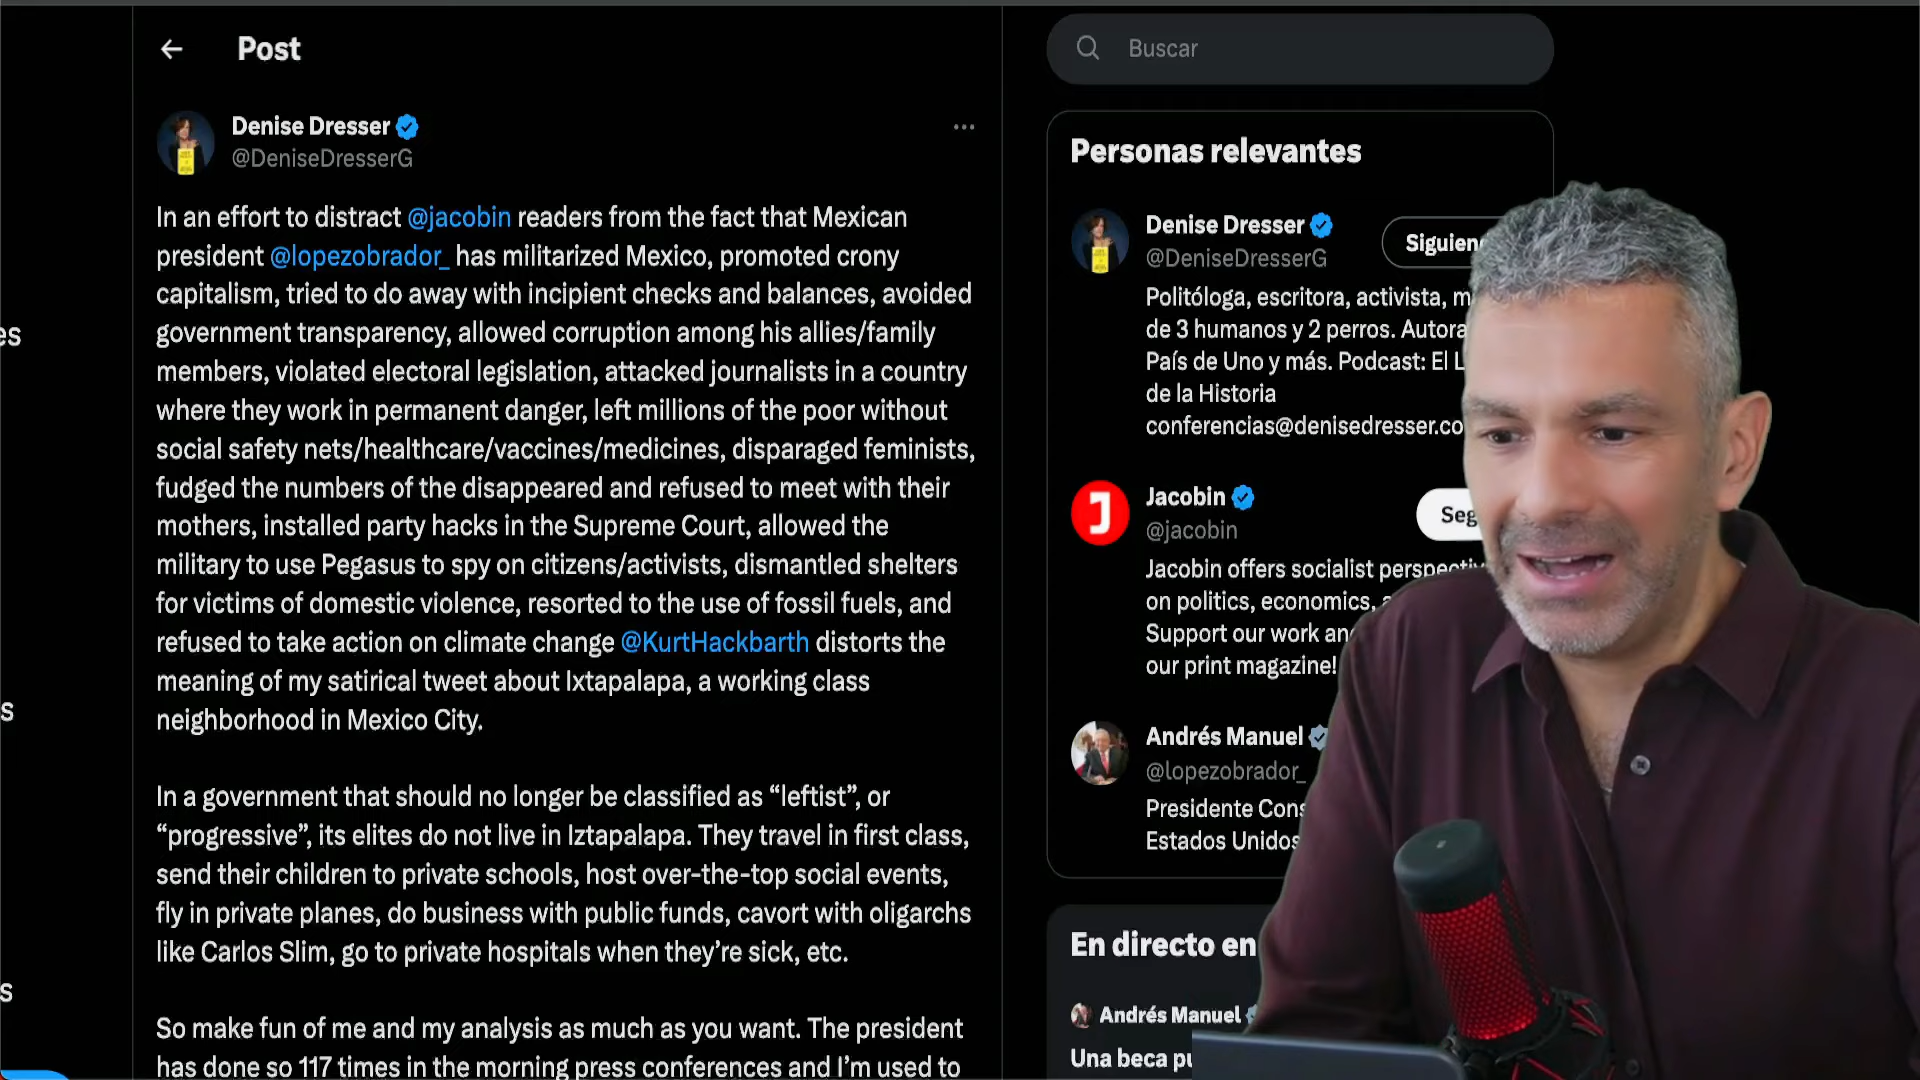 Post
Buscar
Denise Dresser
@DeniseDresserG
In an effort to distract @jacobin readers from the fact that Mexican
president @lopezobrador_ has militarized Mexico, promoted crony
capitalism, tried to do away with incipient checks and balances, avoided
government transparency, allowed corruption among his allies/family
members, violated electoral legislation, attacked journalists in a country
where they work in permanent danger, left millions of the poor without
social safety nets/healthcare/vaccines/medicines, disparaged feminists,
fudged the numbers of the disappeared and refused to meet with their
mothers, installed party hacks in the Supreme Court, allowed the
military to use Pegasus to spy on citizens/activists, dismantled shelters
for victims of domestic violence, resorted to the use of fossil fuels, and
refused to take action on climate change @KurtHackbarth distorts the
meaning of my satirical tweet about Ixtapalapa, a working class
neighborhood in Mexico City.
In a government that should no longer be classified as “leftist”, or
“progressive”, its elites do not live in Iztapalapa. They travel in first class,
send their children to private schools, host over-the-top social events,
fly in private planes, do business with public funds, cavort with oligarchs
like Carlos Slim, go to private hospitals when they’re sick, etc.
So make fun of me and my analysis as much as you want. The president
has done so 117 times in the morning press conferences and I’m used to
Personas relevantes
Denise Dresser
@DeniseDresserG
Siguien
Politóloga, escritora, activista, m
de 3 humanos y 2 perros. Autora
País de Uno y más. Podcast: El L
de la Historia
conferencias@denisedresser.co
Jacobin
@jacobin
Seg
Jacobin offers socialist perspectiv
on politics, economics, a
Support our work and
our print magazine!
Andrés Manuel
@lopezobrador_
Presidente Cons
Estados Unidos
En directo en
Andrés Manuel
Una beca pu